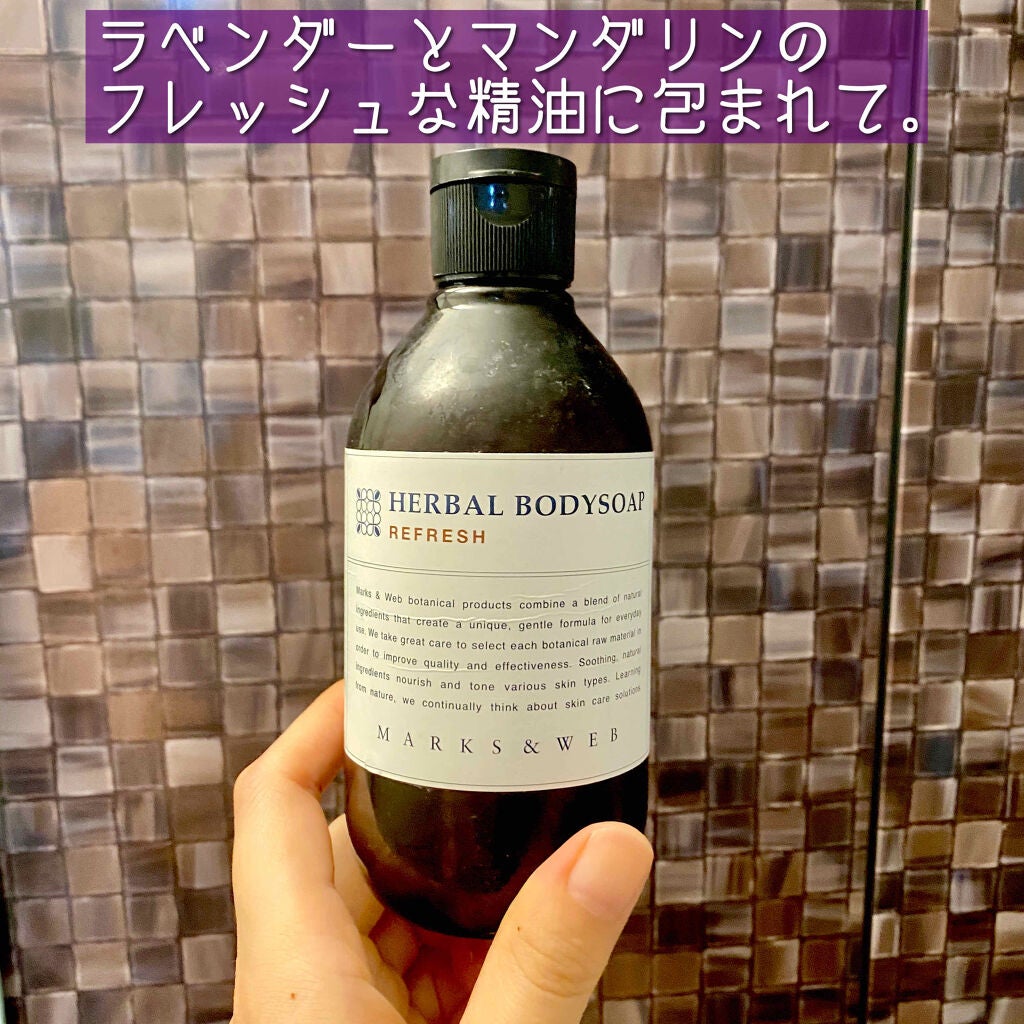 ラベンダーとマンダリンの
フレッシュな精油に包まれて。
HERBAL BODYSOAP
REFRESH
Marks & Web botanical products combine a blend of natural
ingredients that create a unique, gentle formula for everyday
use. We take great care to select each botanical raw material in
order to improve quality and effectiveness. Soothing, natural
ingredients nourish and tone various skin types. Learning
from nature, we continually think about skin care solutions
MARKS & WEB